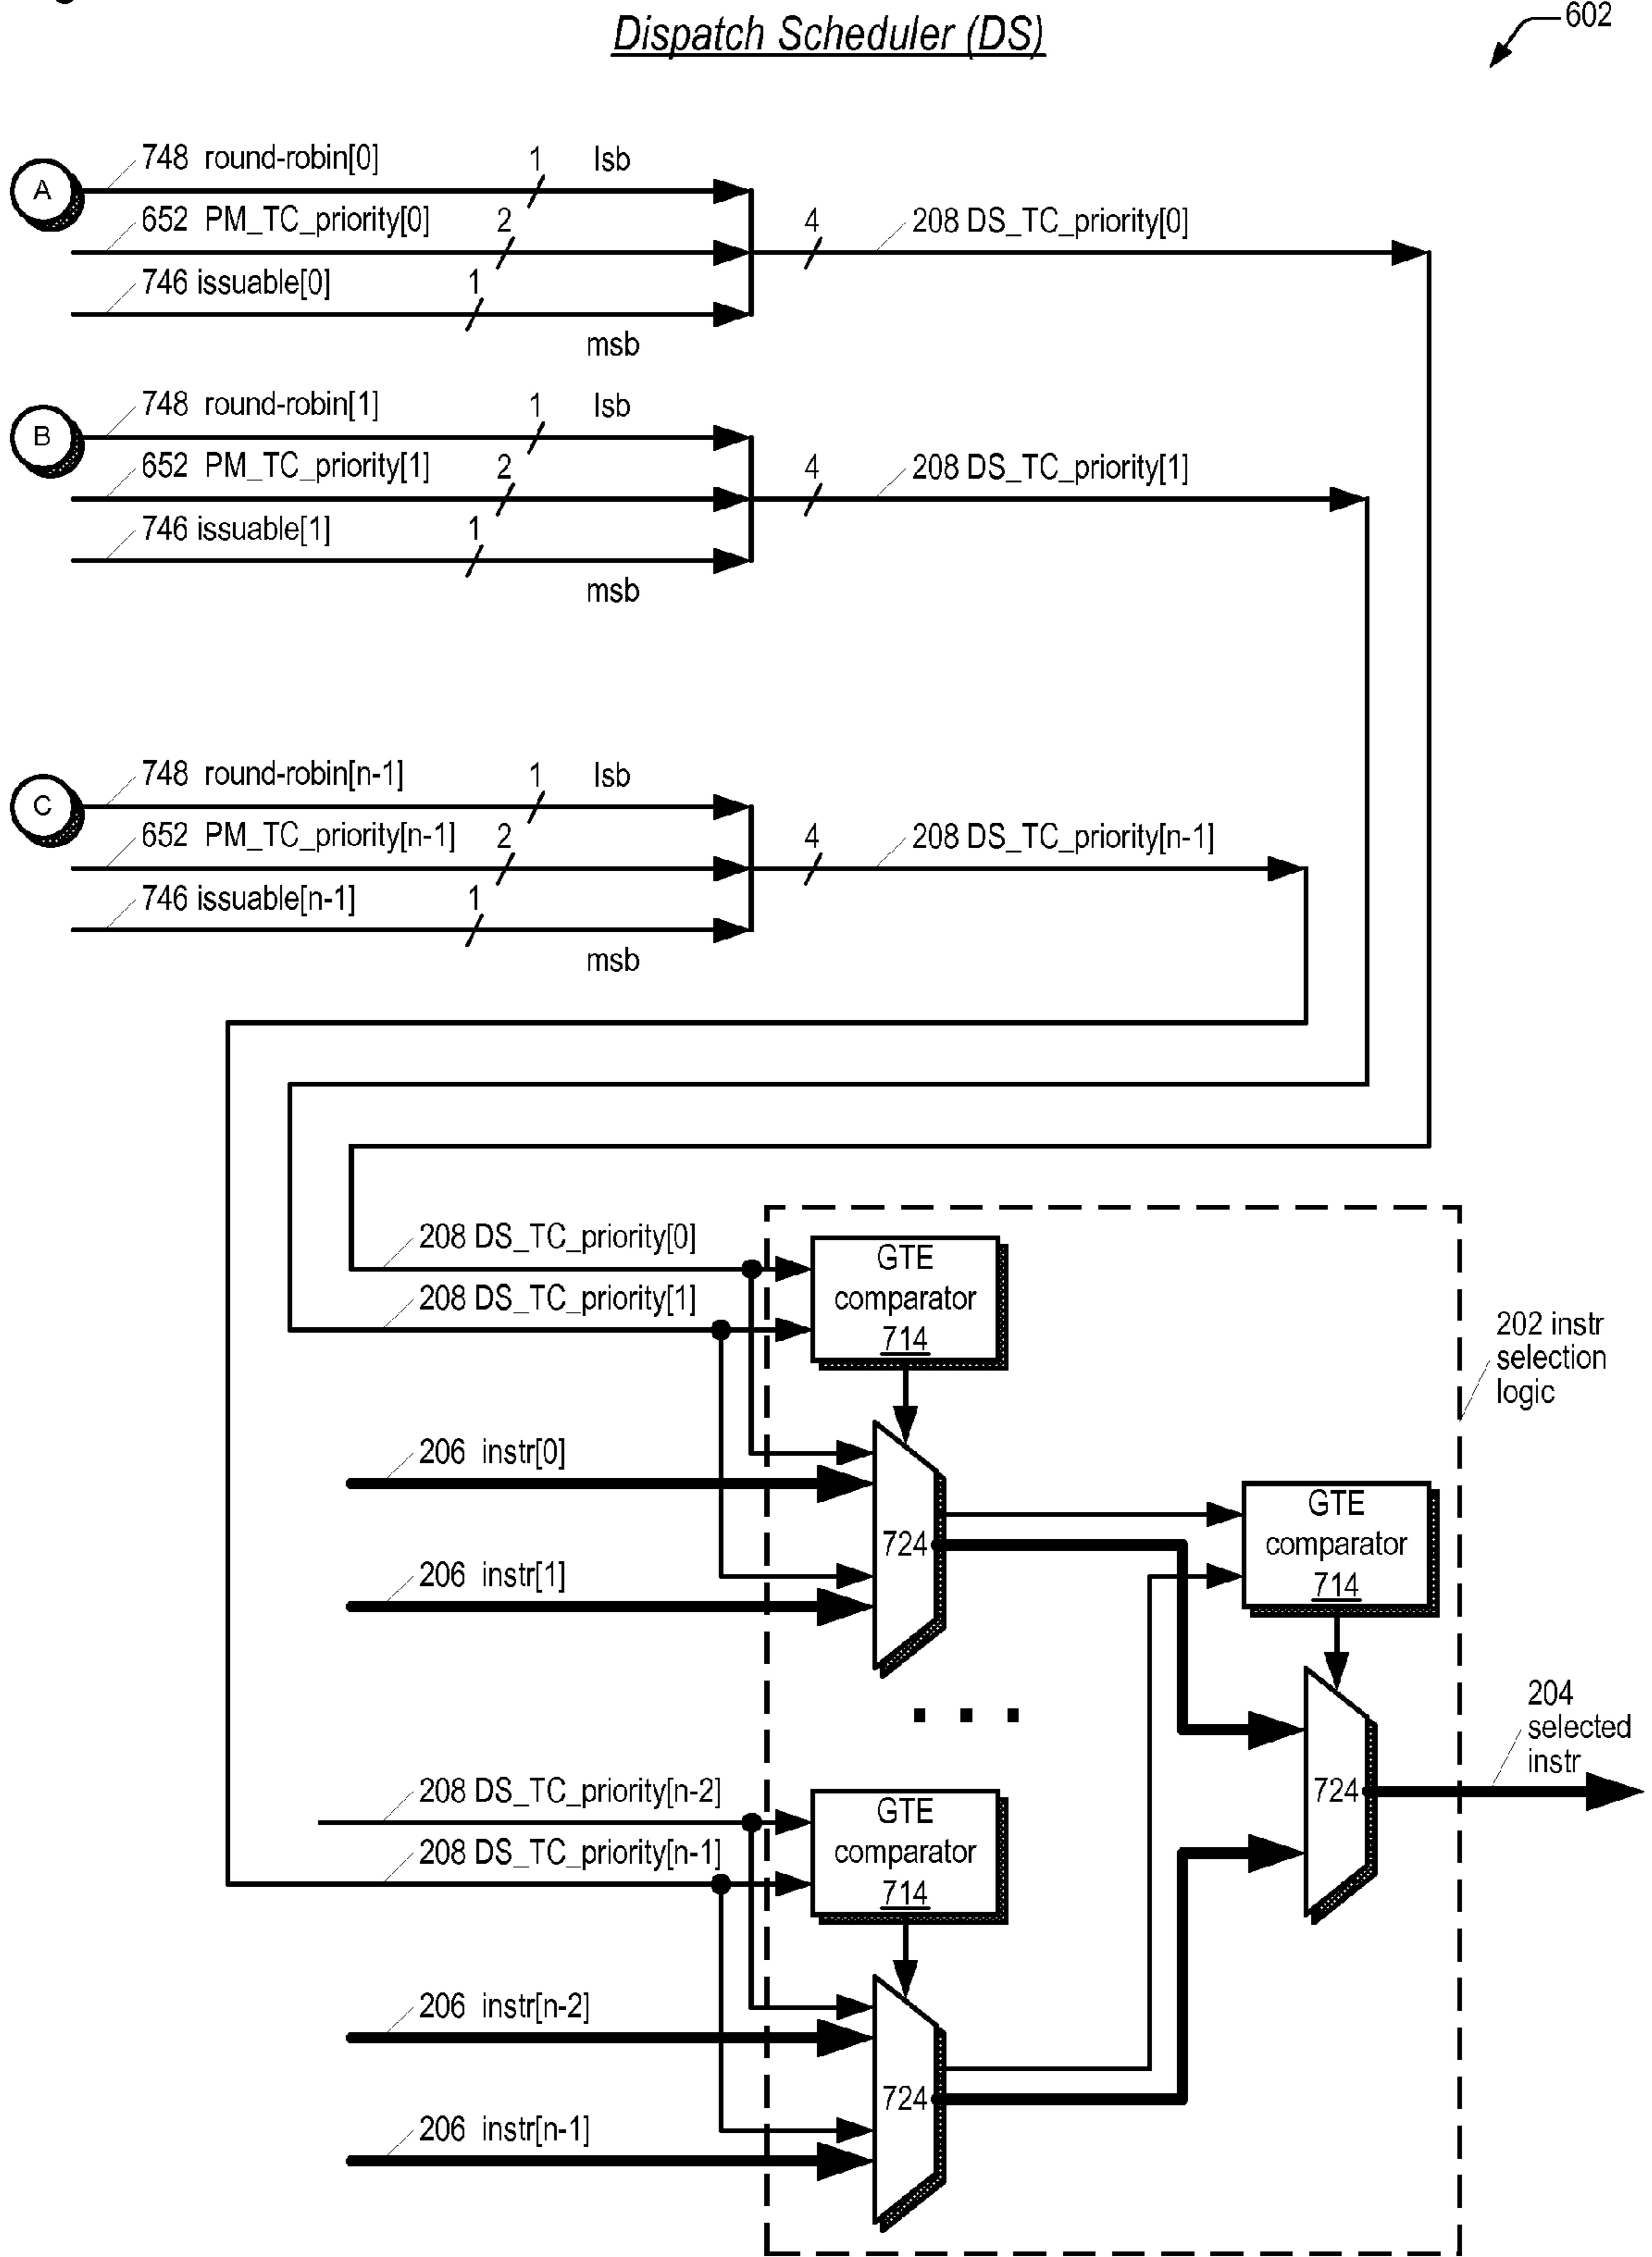 Dispatch Scheduler (DS)
602
A
748 round-robin[0]
1
lsb
652 PM_TC_priority[0]
2
4
208 DS_TC_priority[0]
746 issuable[0]
1
msb
B
748 round-robin[1]
1
lsb
652 PM_TC_priority[1]
2
4
208 DS_TC_priority[1]
746 issuable[1]
1
msb
C
748 round-robin[n-1]
1
lsb
652 PM_TC_priority[n-1]
2
4
208 DS_TC_priority[n-1]
746 issuable[n-1]
1
msb
208 DS_TC_priority[0]
208 DS_TC_priority[1]
GTE
comparator
714
202 instr
selection
logic
206 instr[0]
724
206 instr[1]
GTE
comparator
714
204
selected
instr
724
208 DS_TC_priority[n-2]
208 DS_TC_priority[n-1]
GTE
comparator
714
206 instr[n-2]
724
206 instr[n-1]